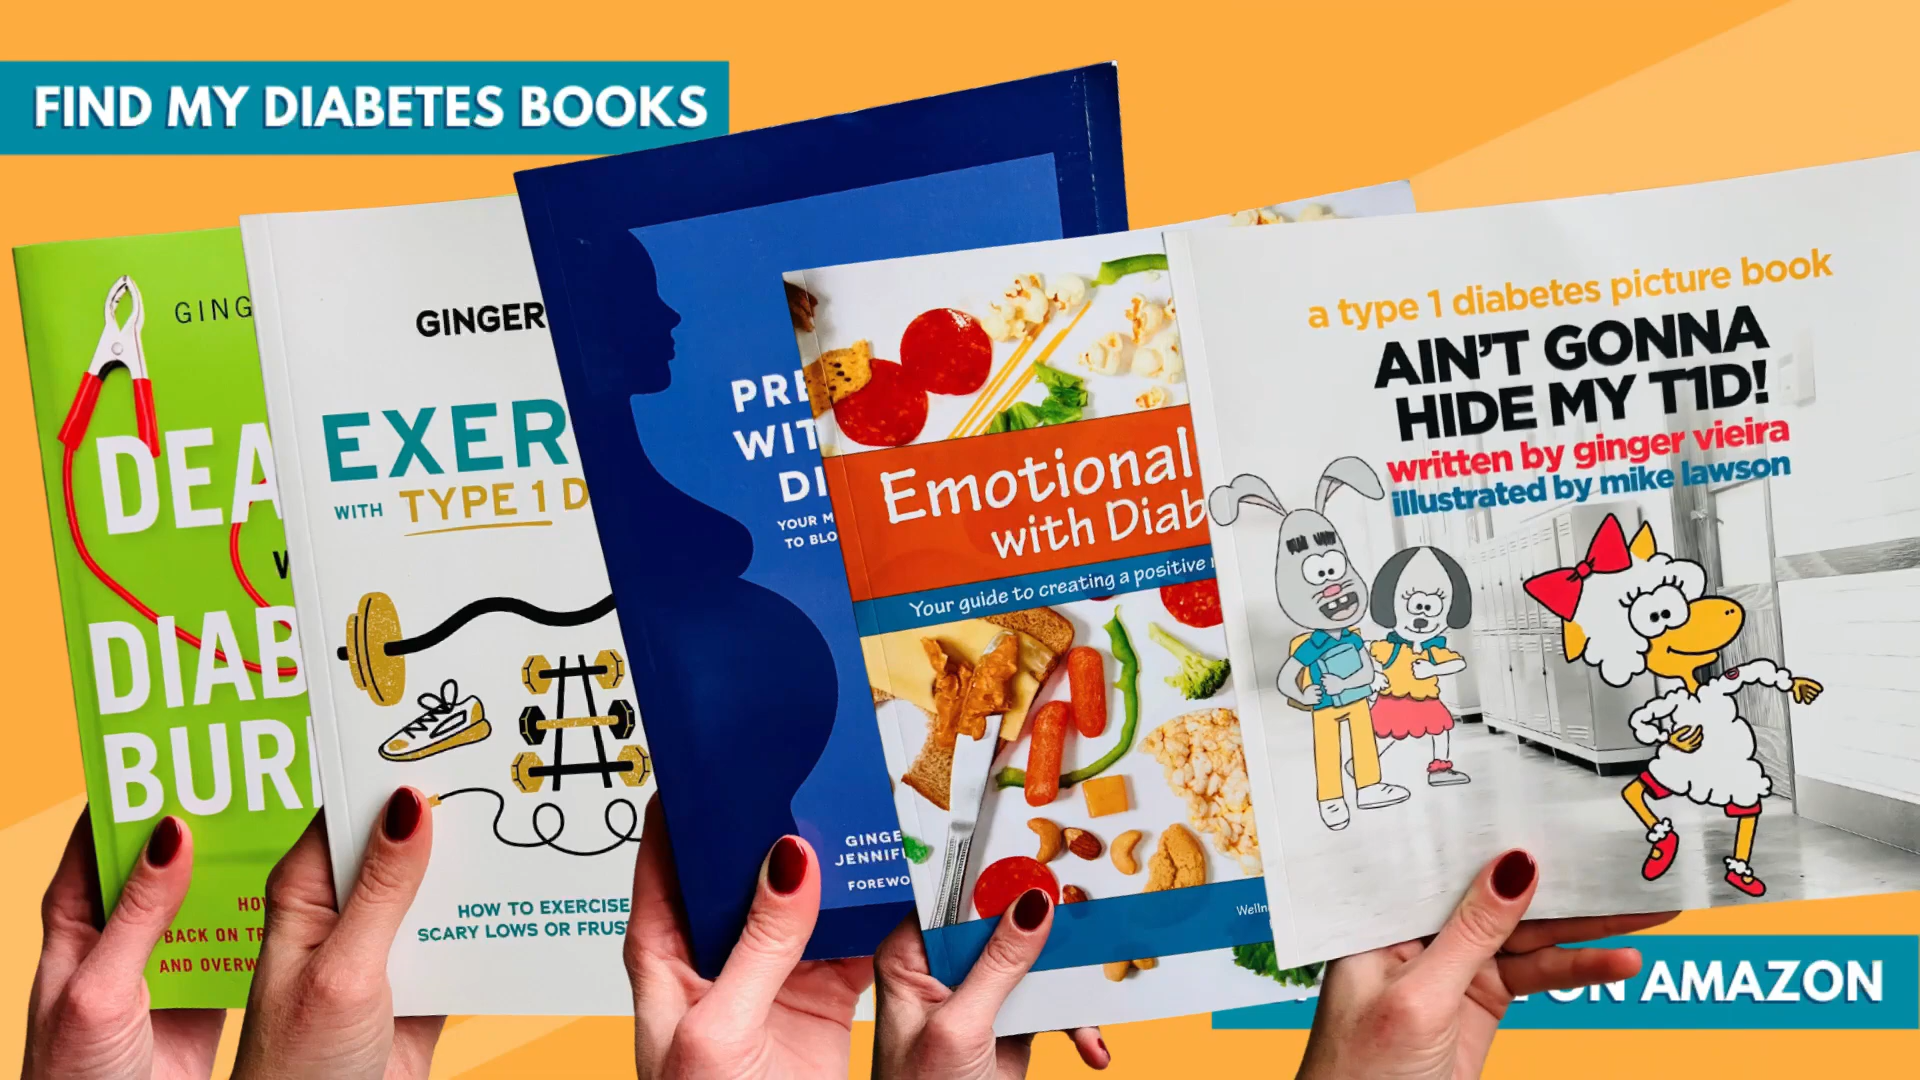 FIND MY DIABETES BOOKS
GING
DEA
DIAB
BUR
BACK ON TR
AND OVERW
GINGER
EXER
WITH TYPE 1 D
HOW TO EXERCISE
SCARY LOWS OR FRUS
PRE
WIT
DI
YOUR M
TO BLO
GINGE
JENNIF
FOREWO
Emotional
with Diab
Your guide to creating a positive
Welln
a type 1 diabetes picture book
AIN'T GONNA
HIDE MY T1D!
written by ginger vieira
illustrated by mike lawson
ON AMAZON